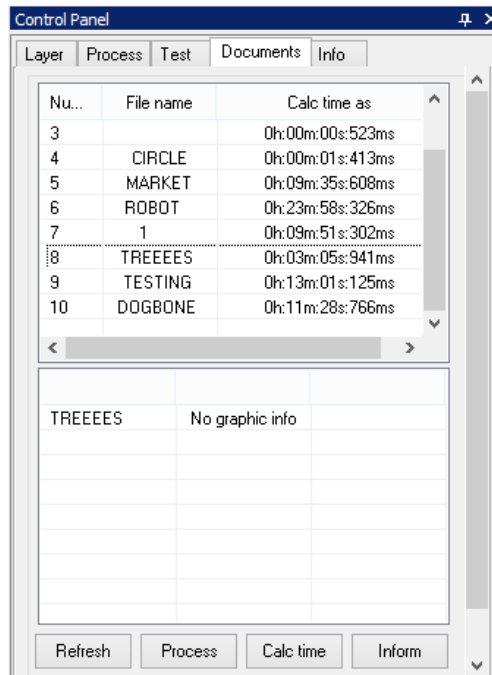 Control Panel
Layer Process Test Documents Info
Nu... File name Calc time as
3 0h:00m:00s:523ms
4 CIRCLE 0h:00m:01s:413ms
5 MARKET 0h:09m:35s:608ms
6 ROBOT 0h:23m:58s:326ms
7 1 0h:09m:51s:302ms
8 TREEEES 0h:03m:05s:941ms
9 TESTING 0h:13m:01s:125ms
10 DOGBONE 0h:11m:28s:766ms
TREEEES No graphic info
Refresh Process Calc time Inform